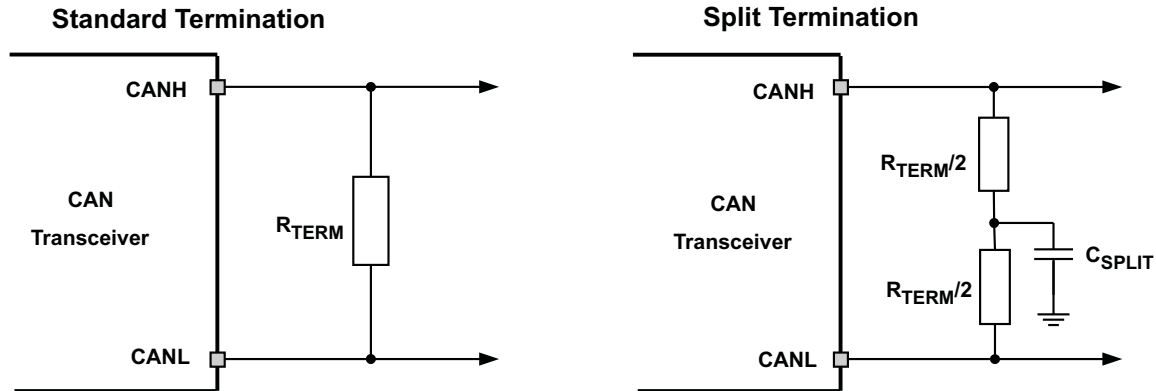 Standard Termination
CANH
CAN
Transceiver
RTERM
CANL
Split Termination
CANH
RTERM/2
CAN
Transceiver
CSPLIT
RTERM/2
CANL